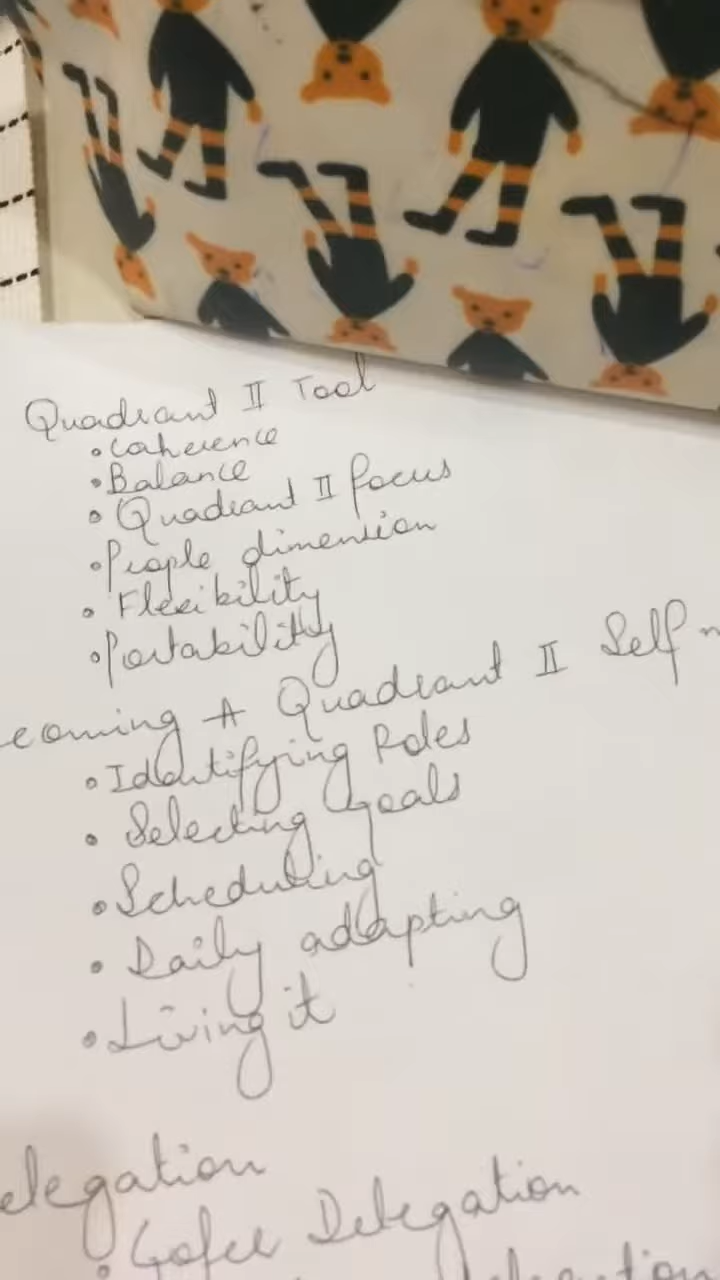 Quadrant II Tool
• Coherence
• Balance
• Quadrant II focus
• People dimension
• Flexibility
• Portability
ecoming A Quadrant II Self
• Identifying Roles
• Selecting Goals
• Scheduling
• Daily adapting
• Living it
elegation
• Gofer Delegation